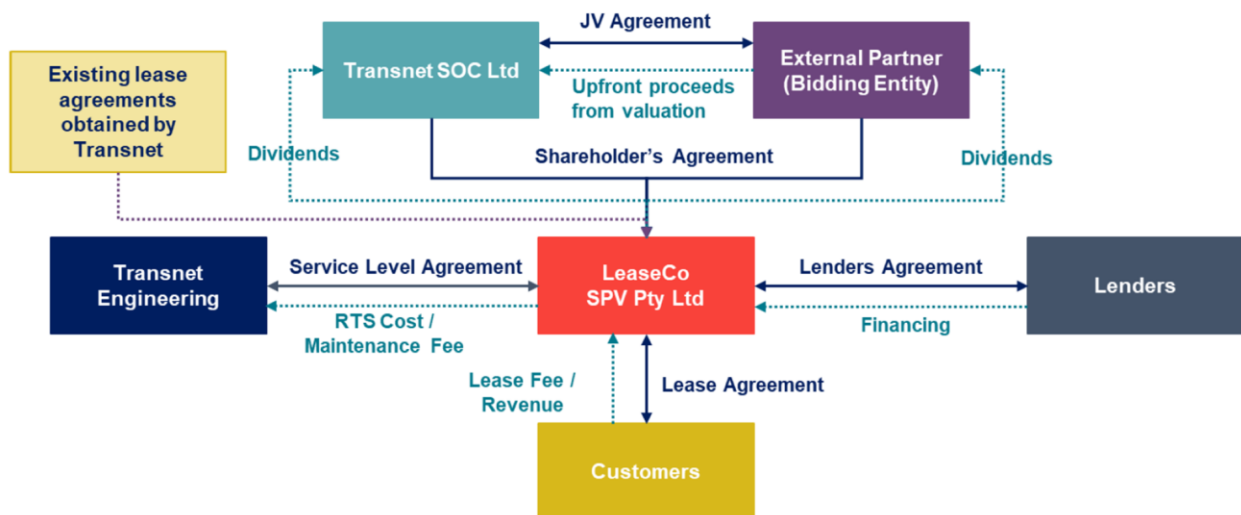 JV Agreement
Existing lease
agreements
obtained by
Transnet
Transnet SOC Ltd
Upfront proceeds
from valuation
External Partner
(Bidding Entity)
Dividends
Shareholder’s Agreement
Dividends
Transnet
Engineering
Service Level Agreement
RTS Cost /
Maintenance Fee
LeaseCo
SPV Pty Ltd
Lenders Agreement
Financing
Lenders
Lease Fee /
Revenue
Lease Agreement
Customers